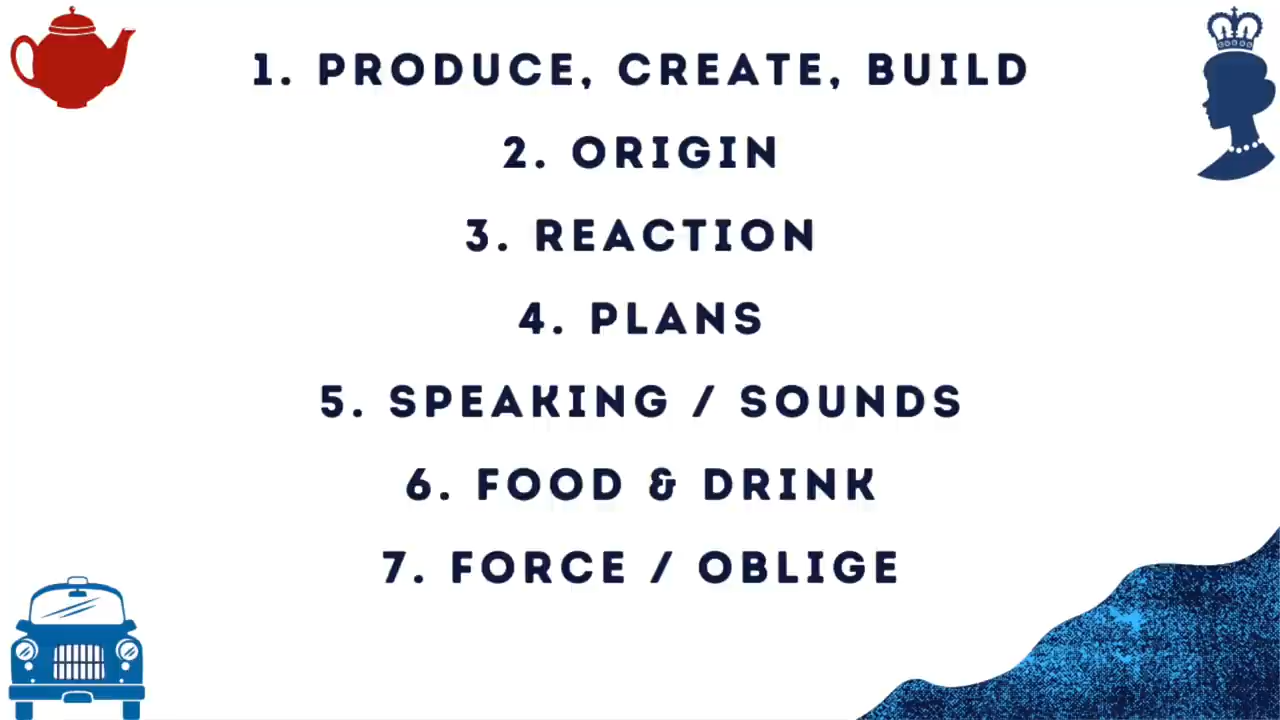 1. PRODUCE, CREATE, BUILD
2. ORIGIN
3. REACTION
4. PLANS
5. SPEAKING / SOUNDS
6. FOOD & DRINK
7. FORCE / OBLIGE